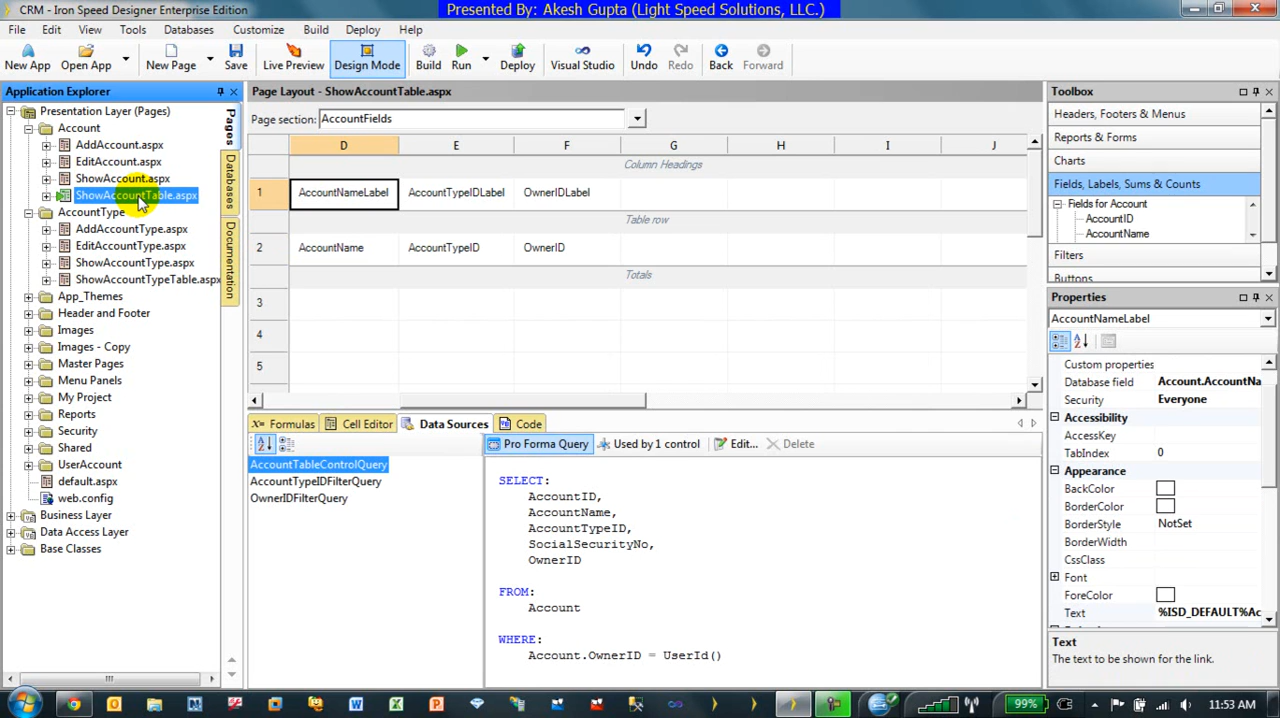 CRM - Iron Speed Designer Enterprise Edition
Presented By: Akesh Gupta (Light Speed Solutions, LLC.)
File Edit View Tools Databases Customize Build Deploy Help
New App Open App New Page Save Live Preview Design Mode Build Run Deploy Visual Studio Undo Redo Back Forward
Application Explorer
Presentation Layer (Pages)
Account
AddAccount.aspx
EditAccount.aspx
ShowAccount.aspx
ShowAccountTable.aspx
AccountType
AddAccountType.aspx
EditAccountType.aspx
ShowAccountType.aspx
ShowAccountTypeTable.aspx
App_Themes
Header and Footer
Images
Images - Copy
Master Pages
Menu Panels
My Project
Reports
Security
Shared
UserAccount
default.aspx
web.config
Business Layer
Data Access Layer
Base Classes
Pages
Databases
Documentation
Page Layout - ShowAccountTable.aspx
Page section: AccountFields
D E F G H I J
Column Headings
1 AccountNameLabel AccountTypeIDLabel OwnerIDLabel
Table row
2 AccountName AccountTypeID OwnerID
Totals
3
4
5
Formulas Cell Editor Data Sources Code
AccountTableControlQuery
AccountTypeIDFilterQuery
OwnerIDFilterQuery
Pro Forma Query Used by 1 control Edit... Delete
SELECT:
AccountID,
AccountName,
AccountTypeID,
SocialSecurityNo,
OwnerID
FROM:
Account
WHERE:
Account.OwnerID = UserId()
Toolbox
Headers, Footers & Menus
Reports & Forms
Charts
Fields, Labels, Sums & Counts
Fields for Account
AccountID
AccountName
Filters
Buttons
Properties
AccountNameLabel
Custom properties
Database field Account.AccountNa
Security Everyone
Accessibility
AccessKey
TabIndex 0
Appearance
BackColor
BorderColor
BorderStyle NotSet
BorderWidth
CssClass
Font
ForeColor
Text %ISD_DEFAULT%Ac
Text
The text to be shown for the link.
99%
11:53 AM